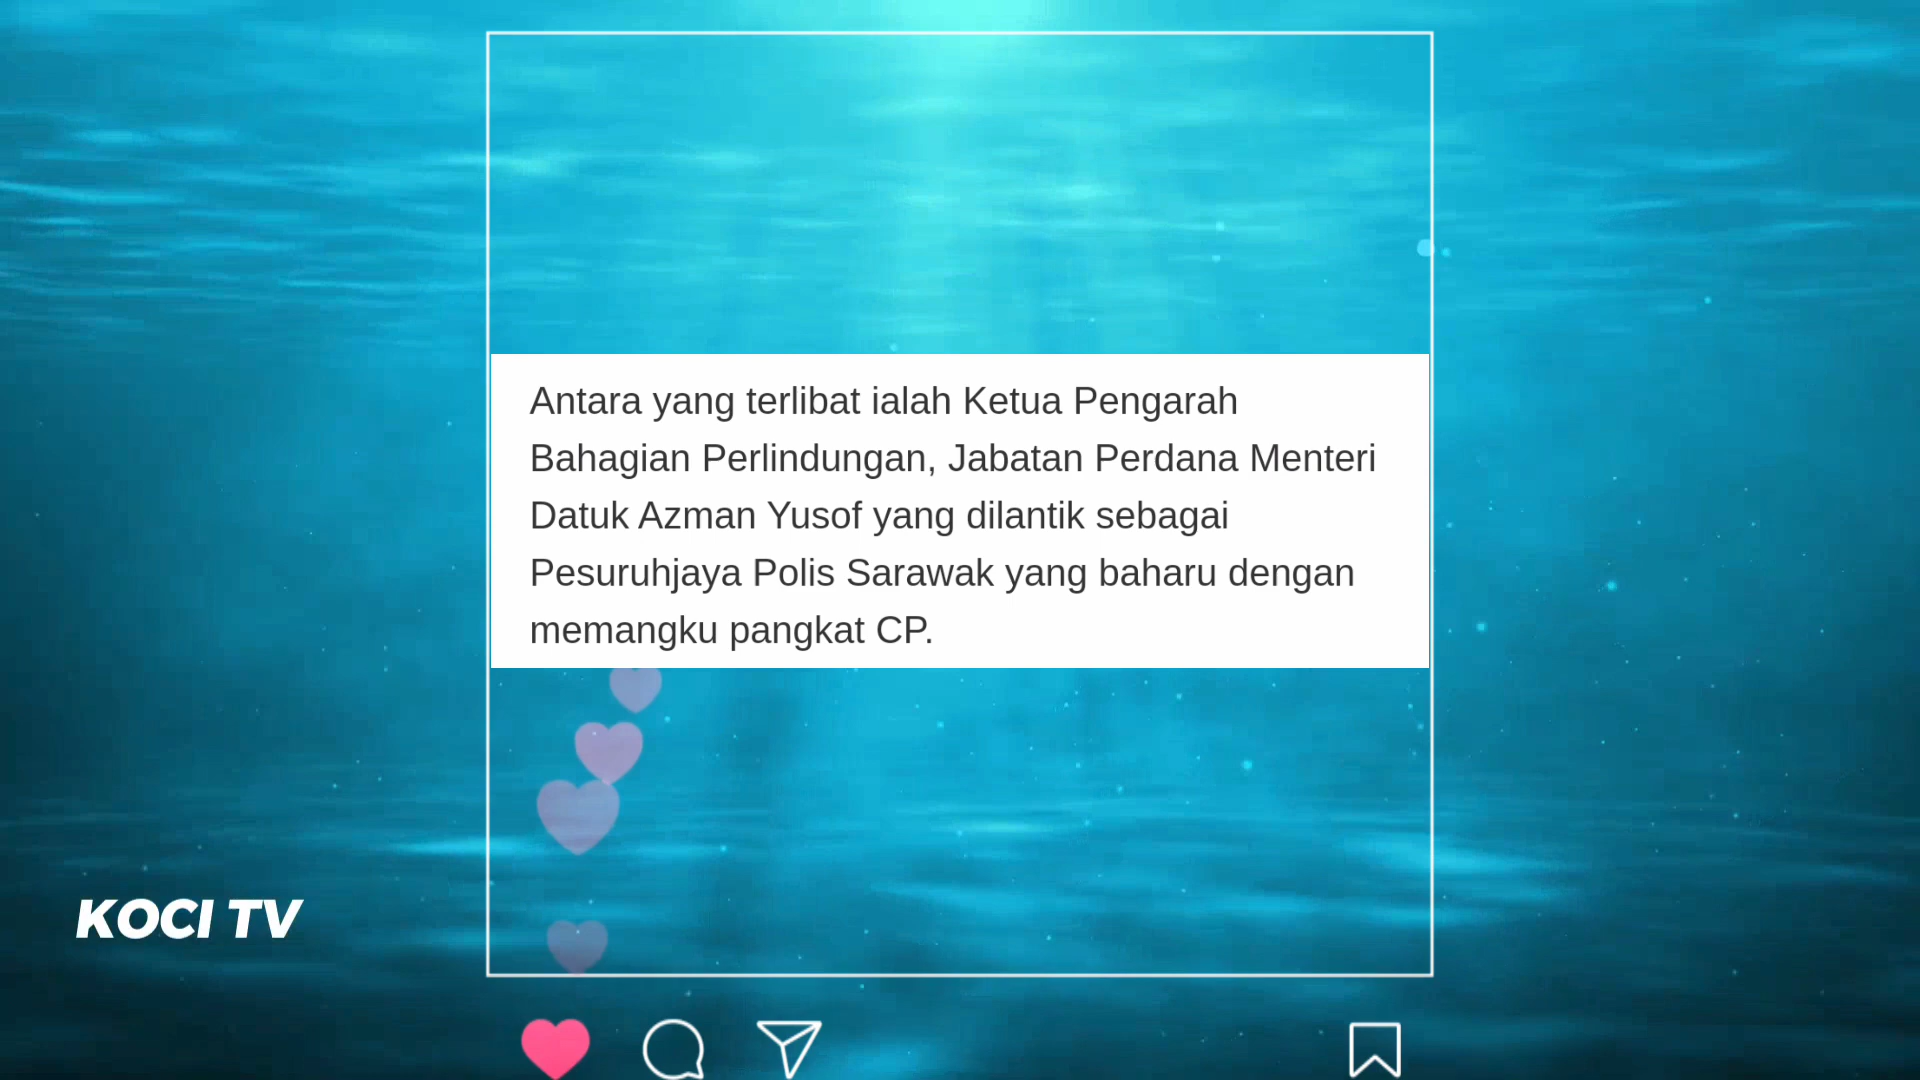 Antara yang terlibat ialah Ketua Pengarah
Bahagian Perlindungan, Jabatan Perdana Menteri
Datuk Azman Yusof yang dilantik sebagai
Pesuruhjaya Polis Sarawak yang baharu dengan
memangku pangkat CP.
KOCI TV